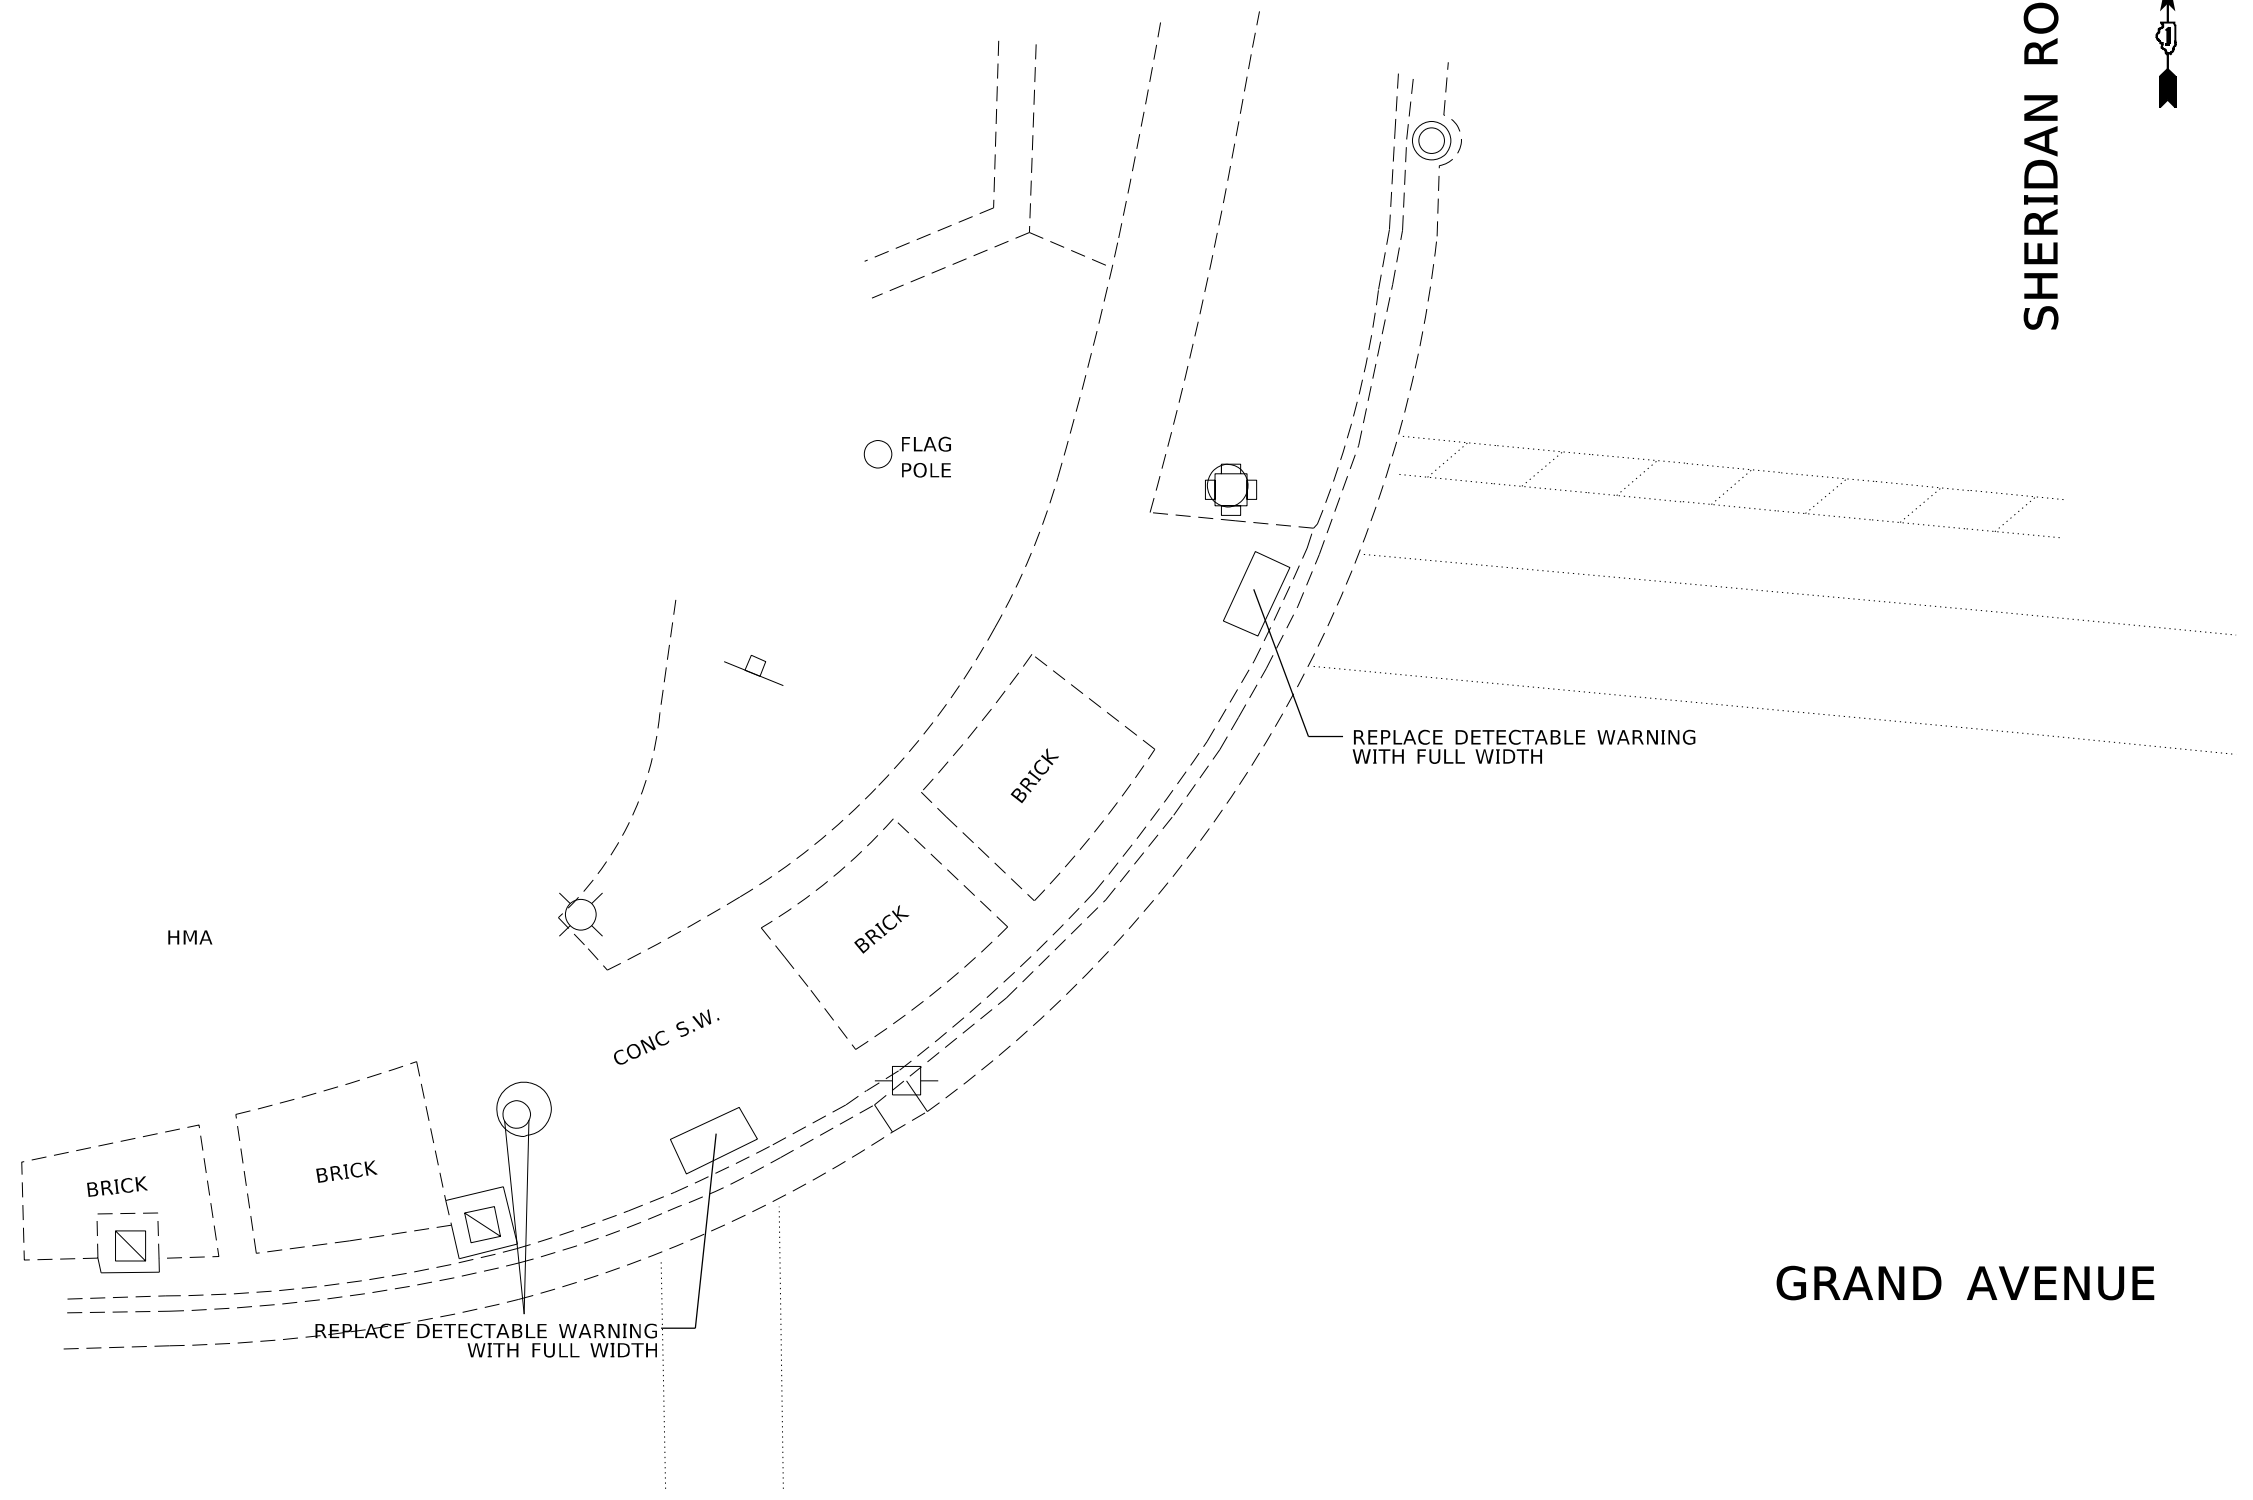 SHERIDAN RO
FLAG
POLE
REPLACE DETECTABLE WARNING
WITH FULL WIDTH
BRICK
BRICK
HMA
CONC S.W.
BRICK
BRICK
GRAND AVENUE
REPLACE DETECTABLE WARNING
WITH FULL WIDTH